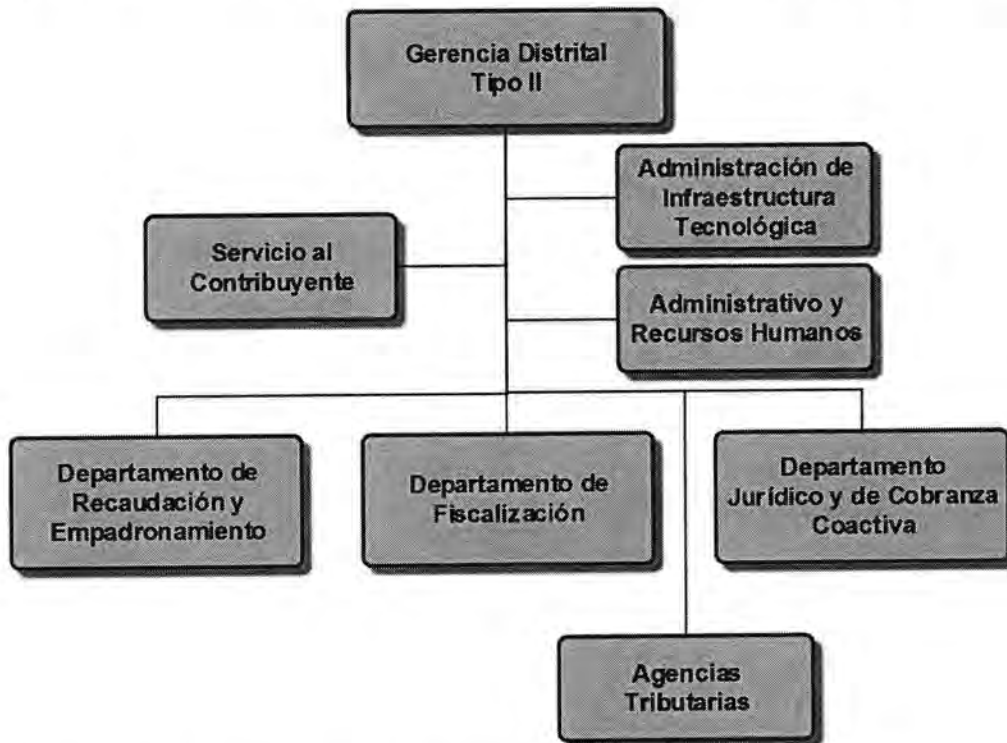 Gerencia Distrital
Tipo II
Administración de
Infraestructura
Tecnológica
Servicio al
Contribuyente
Administrativo y
Recursos Humanos
Departamento de
Recaudación y
Empadronamiento
Departamento de
Fiscalización
Departamento
Jurídico y de Cobranza
Coactiva
Agencias
Tributarias